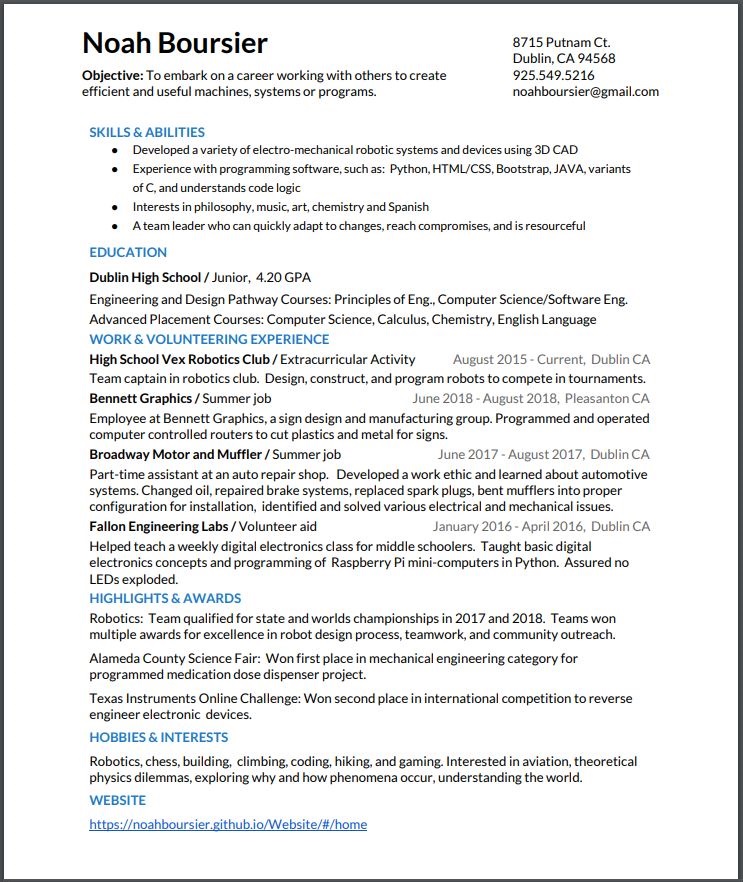 Noah Boursier
8715 Putnam Ct.
Dublin, CA 94568
925.549.5216
noahboursier@gmail.com
Objective: To embark on a career working with others to create
efficient and useful machines, systems or programs.
SKILLS & ABILITIES
● Developed a variety of electro-mechanical robotic systems and devices using 3D CAD
● Experience with programming software, such as: Python, HTML/CSS, Bootstrap, JAVA, variants
of C, and understands code logic
● Interests in philosophy, music, art, chemistry and Spanish
● A team leader who can quickly adapt to changes, reach compromises, and is resourceful
EDUCATION
Dublin High School / Junior, 4.20 GPA
Engineering and Design Pathway Courses: Principles of Eng., Computer Science/Software Eng.
Advanced Placement Courses: Computer Science, Calculus, Chemistry, English Language
WORK & VOLUNTEERING EXPERIENCE
High School Vex Robotics Club / Extracurricular Activity August 2015 - Current, Dublin CA
Team captain in robotics club. Design, construct, and program robots to compete in tournaments.
Bennett Graphics / Summer job June 2018 - August 2018, Pleasanton CA
Employee at Bennett Graphics, a sign design and manufacturing group. Programmed and operated
computer controlled routers to cut plastics and metal for signs.
Broadway Motor and Muffler / Summer job June 2017 - August 2017, Dublin CA
Part-time assistant at an auto repair shop. Developed a work ethic and learned about automotive
systems. Changed oil, repaired brake systems, replaced spark plugs, bent mufflers into proper
configuration for installation, identified and solved various electrical and mechanical issues.
Fallon Engineering Labs / Volunteer aid January 2016 - April 2016, Dublin CA
Helped teach a weekly digital electronics class for middle schoolers. Taught basic digital
electronics concepts and programming of Raspberry Pi mini-computers in Python. Assured no
LEDs exploded.
HIGHLIGHTS & AWARDS
Robotics: Team qualified for state and worlds championships in 2017 and 2018. Teams won
multiple awards for excellence in robot design process, teamwork, and community outreach.
Alameda County Science Fair: Won first place in mechanical engineering category for
programmed medication dose dispenser project.
Texas Instruments Online Challenge: Won second place in international competition to reverse
engineer electronic devices.
HOBBIES & INTERESTS
Robotics, chess, building, climbing, coding, hiking, and gaming. Interested in aviation, theoretical
physics dilemmas, exploring why and how phenomena occur, understanding the world.
WEBSITE
https://noahboursier.github.io/Website/#/home